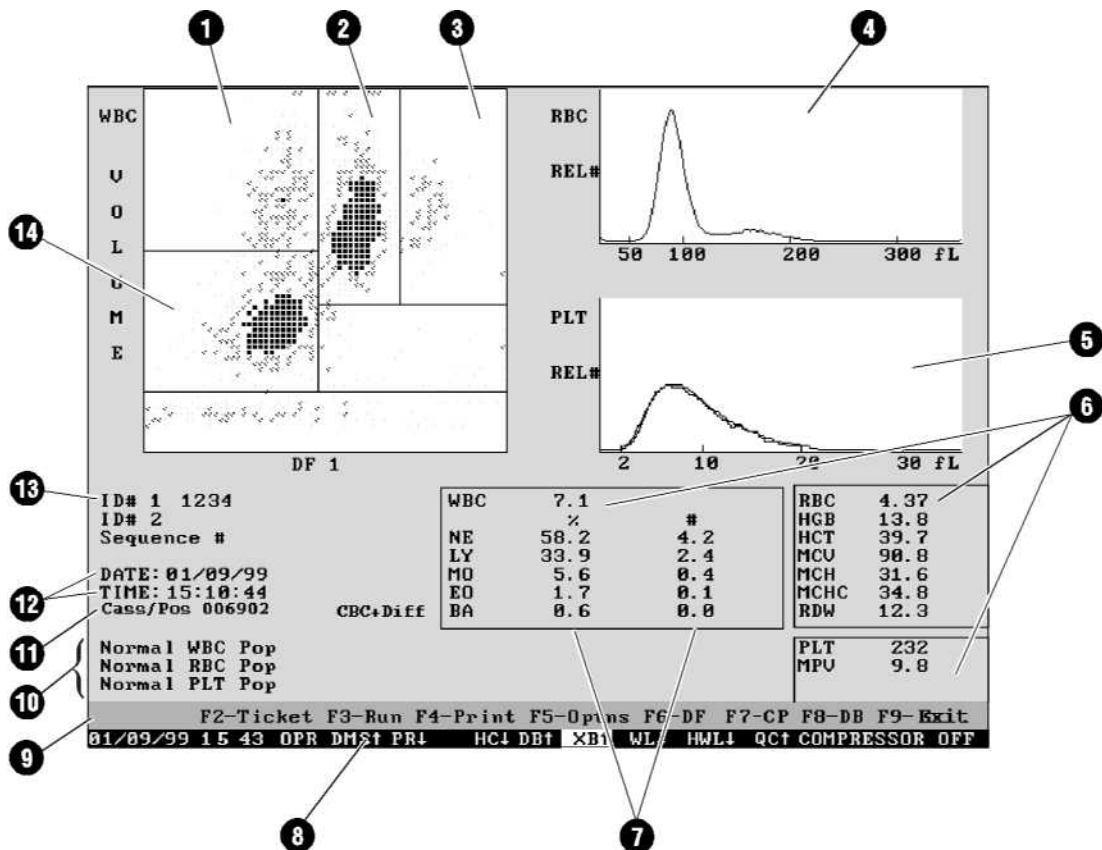 1 2 3 4
WBC
VOLUME
DF 1
14
RBC
REL#
50 100 200 300 fL
PLT
REL#
2 10 20 30 fL
5
6
13
ID# 1 1234
ID# 2
Sequence #
12
DATE: 01/09/99
TIME: 15:10:44
11
Cass/Pos 006902 CBC+Diff
10
Normal WBC Pop
Normal RBC Pop
Normal PLT Pop
WBC 7.1
% #
NE 58.2 4.2
LY 33.9 2.4
MO 5.6 0.4
EO 1.7 0.1
BA 0.6 0.0
RBC 4.37
HGB 13.8
HCT 39.7
MCV 90.8
MCH 31.6
MCHC 34.8
RDW 12.3
PLT 232
MPV 9.8
9
F2-Ticket F3-Run F4-Print F5-Optns F6-DF F7-CP F8-DB F9-Exit
01/09/99 15 43 OPR DMS↑ PR↓ HC↓ DB↑ XB↑ WL HWL↓ QC↑ COMPRESSOR OFF
8 7